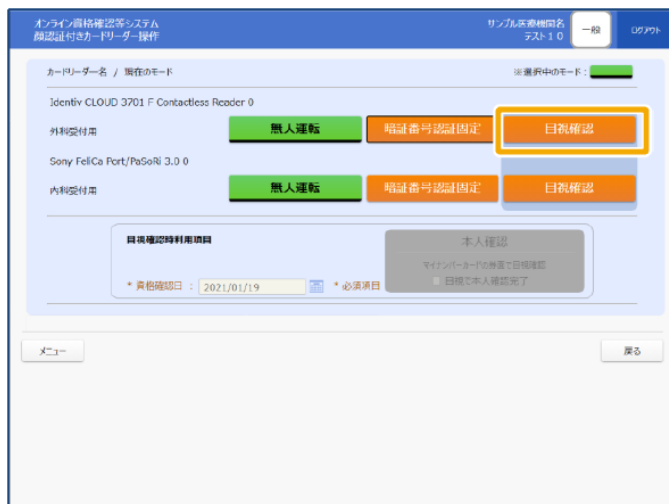 オンライン資格確認等システム
顔認証付きカードリーダー操作
サンプル医療機関名
テスト10
一般
ログアウト
カードリーダー名 / 現在のモード
※選択中のモード:
Identiv CLOUD 3701 F Contactless Reader 0
外科受付用
無人運転
暗証番号認証固定
目視確認
Sony FeliCa Port/PaSoRi 3.0 0
内科受付用
無人運転
暗証番号認証固定
目視確認
目視確認時利用項目
* 資格確認日 : 2021/01/19
* 必須項目
本人確認
マイナンバーカードの券面で目視確認
目視で本人確認完了
メニュー
戻る